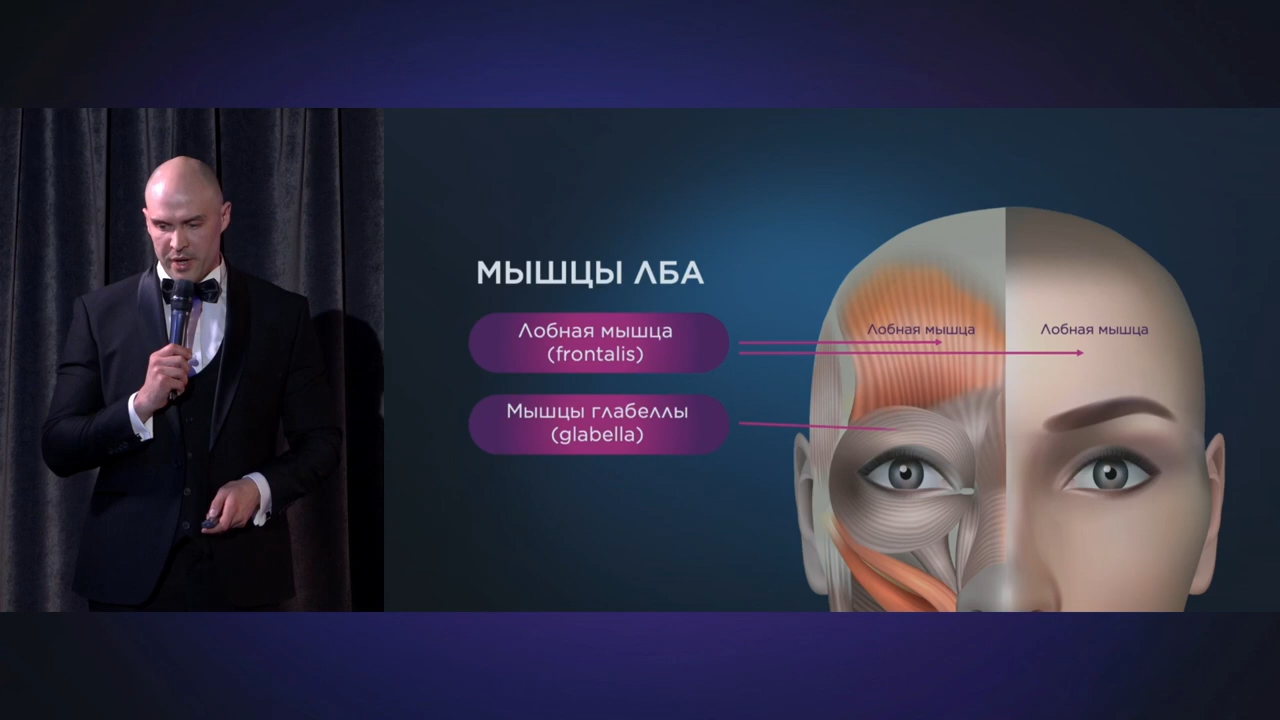 МЫШЦЫ ЛБА
Лобная мышца
(frontalis)
Мышцы глабеллы
(glabella)
Лобная мышца
Лобная мышца